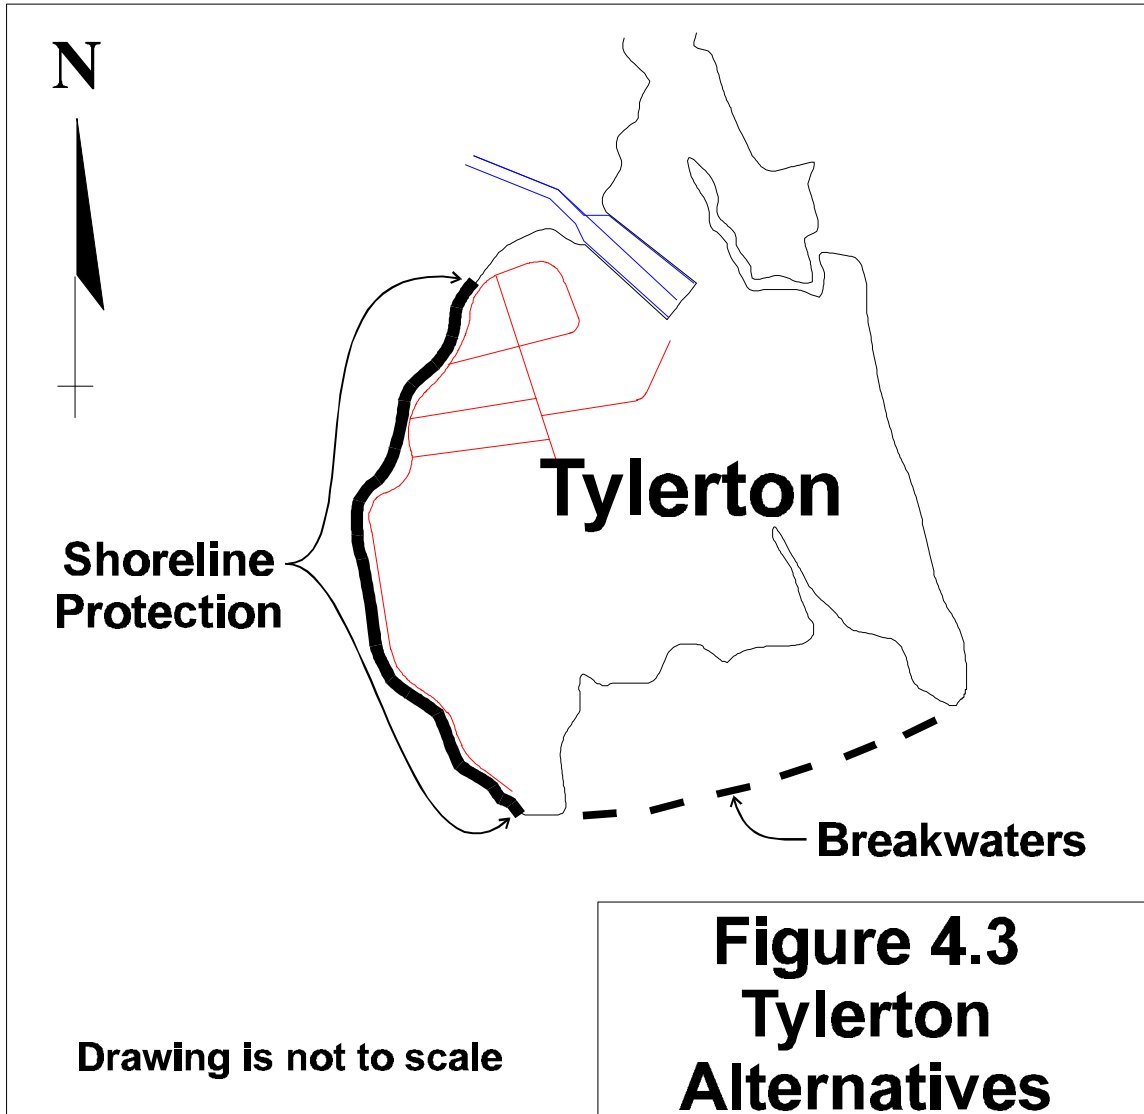 N
Tylerton
Shoreline
Protection
Breakwaters
Figure 4.3
Tylerton
Alternatives
Drawing is not to scale